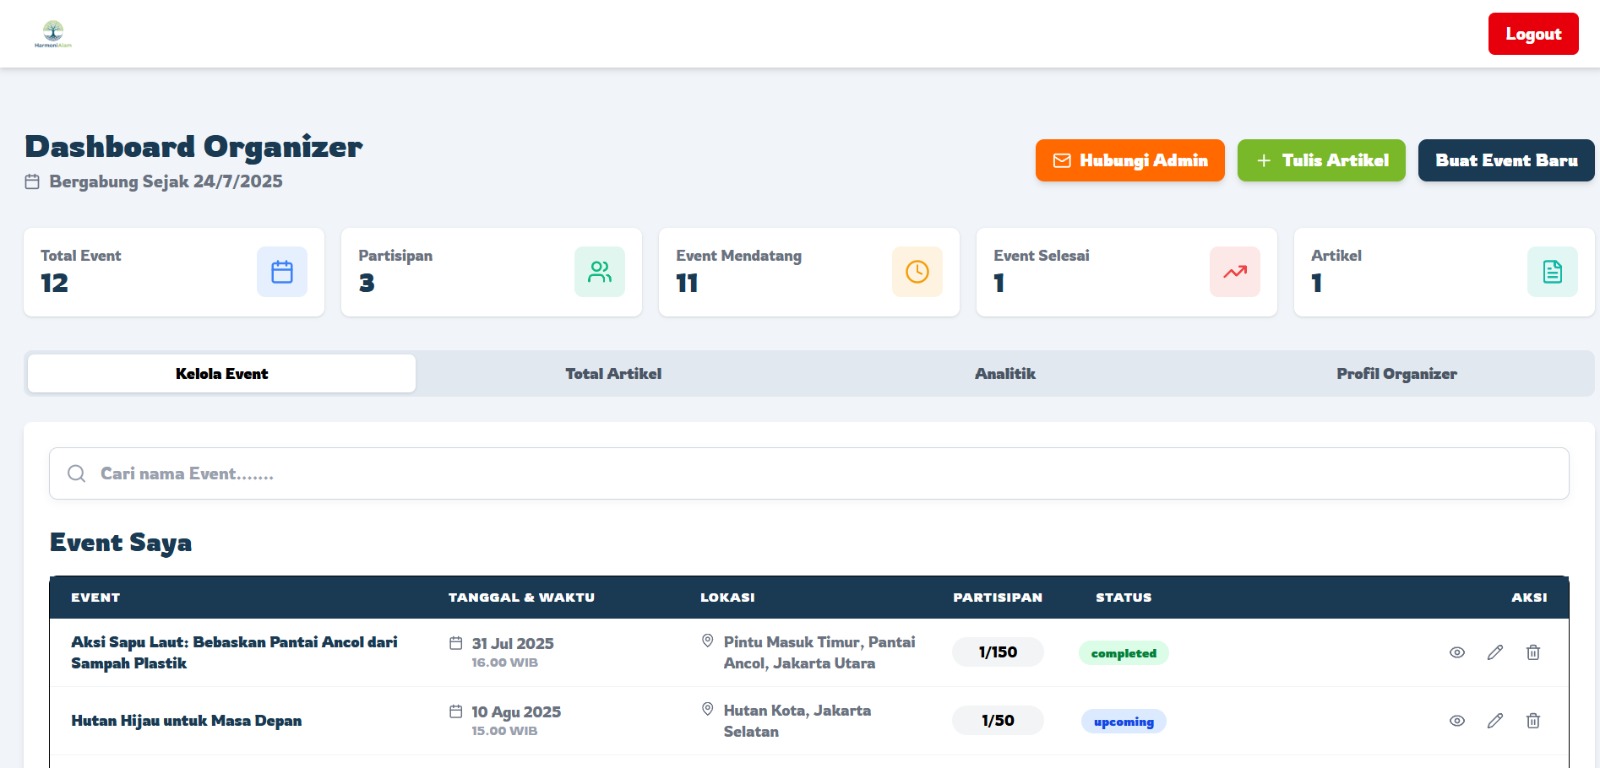 HarmoniAlam
Logout
Dashboard Organizer
Bergabung Sejak 24/7/2025
Hubungi Admin
Tulis Artikel
Buat Event Baru
Total Event
12
Partisipan
3
Event Mendatang
11
Event Selesai
1
Artikel
1
Kelola Event
Total Artikel
Analitik
Profil Organizer
Cari nama Event.......
Event Saya
EVENT
TANGGAL & WAKTU
LOKASI
PARTISIPAN
STATUS
AKSI
Aksi Sapu Laut: Bebaskan Pantai Ancol dari
Sampah Plastik
31 Jul 2025
16.00 WIB
Pintu Masuk Timur, Pantai
Ancol, Jakarta Utara
1/150
completed
Hutan Hijau untuk Masa Depan
10 Agu 2025
15.00 WIB
Hutan Kota, Jakarta
Selatan
1/50
upcoming